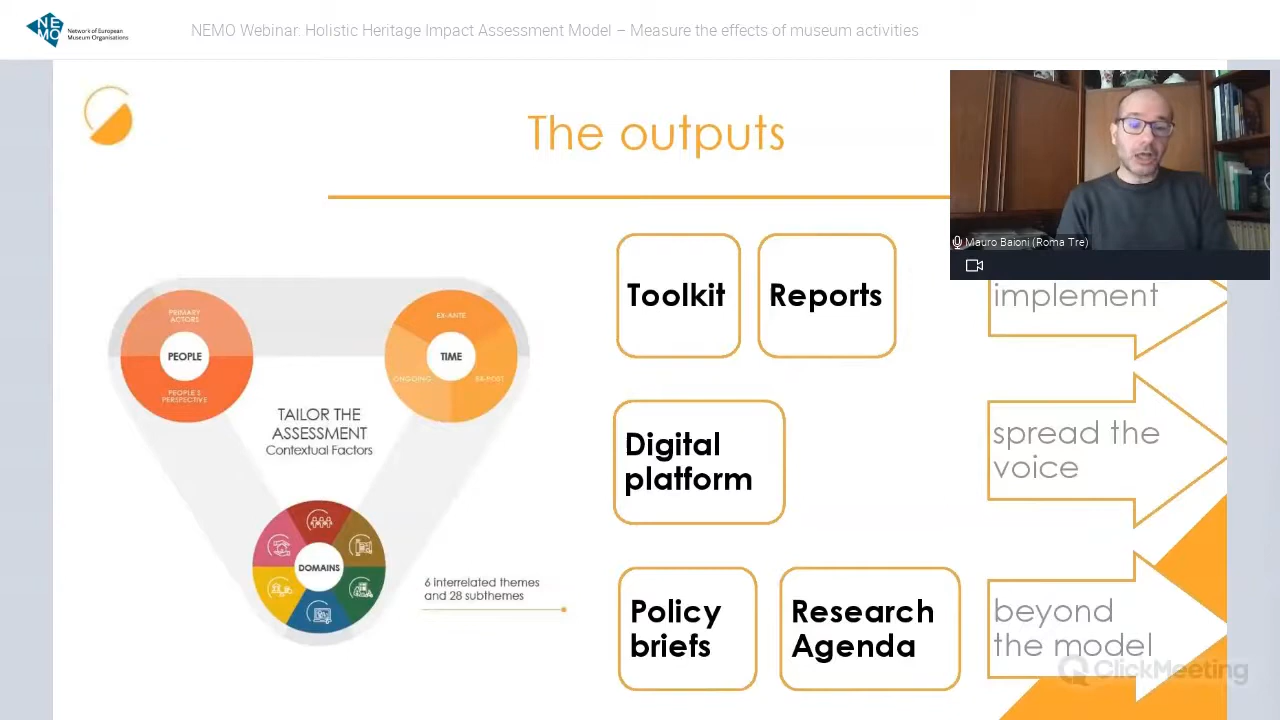 NEMO
Network of European
Museum Organisations
NEMO Webinar: Holistic Heritage Impact Assessment Model – Measure the effects of museum activities
The outputs
Mauro Baioni (Roma Tre)
PRIMARY
ACTORS
PEOPLE
PEOPLE'S
PERSPECTIVE
EX-ANTE
TIME
ONGOING
EX-POST
TAILOR THE
ASSESSMENT
Contextual Factors
DOMAINS
6 interrelated themes
and 28 subthemes
Toolkit
Reports
implement
Digital
platform
spread the
voice
Policy
briefs
Research
Agenda
beyond
the model
ClickMeeting